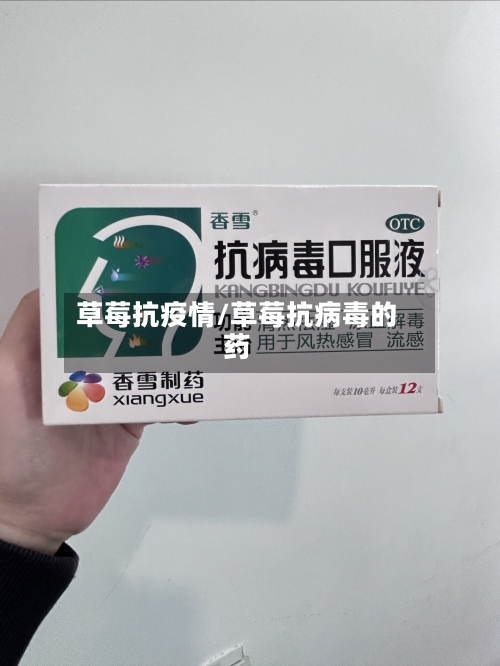 香雪®
OTC
抗病毒口服液
KANGBINGDU KOUFUYE
草莓抗疫情/草莓抗病毒的
药
解毒
用于风热感冒 流感
香雪制药
xiangxue
每支装10毫升 每盒装12支